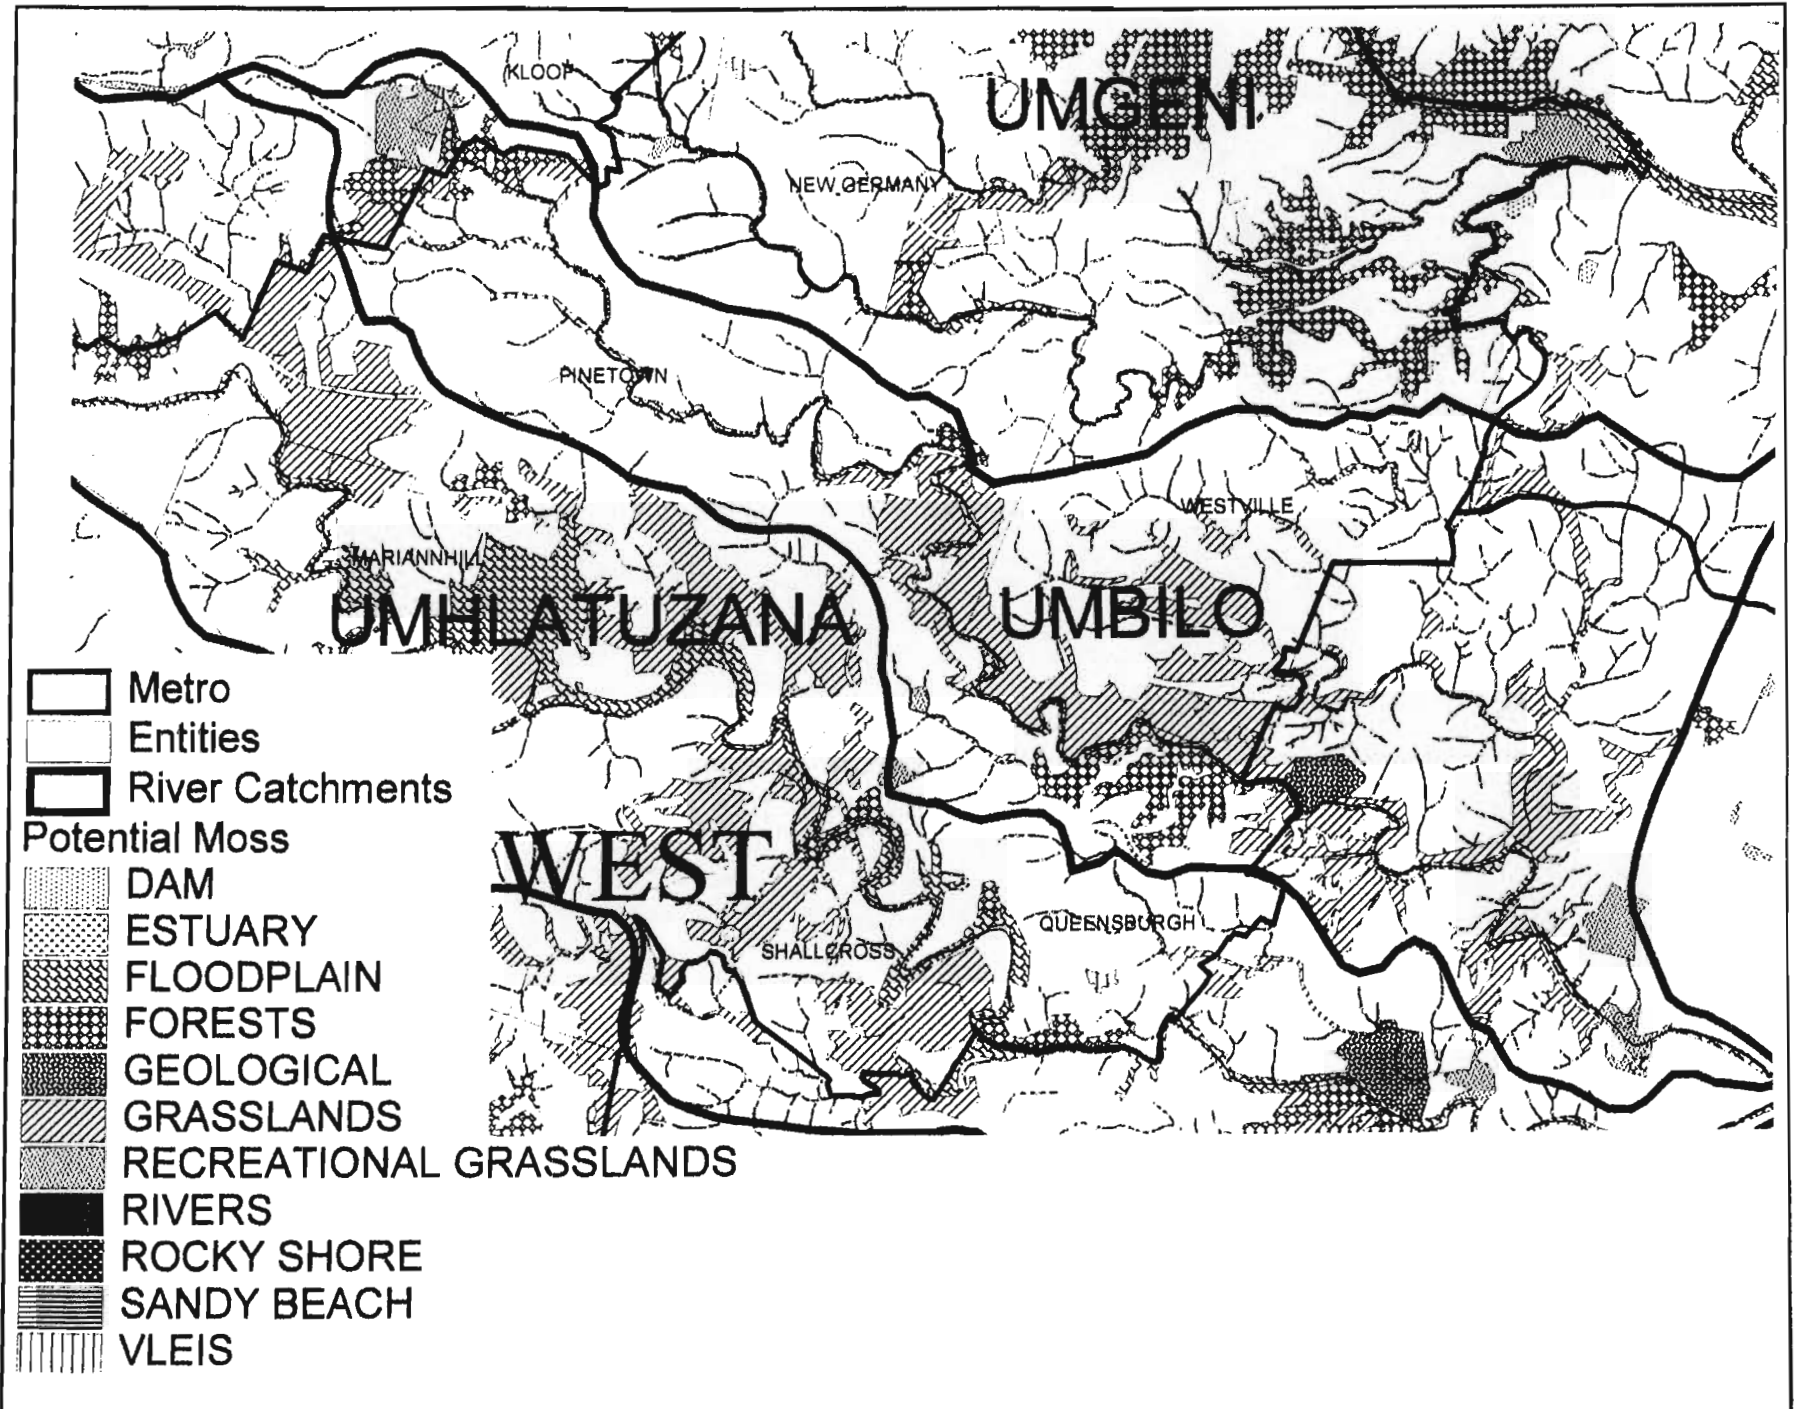 KLOOF
UMGENI
NEW GERMANY
PINETOWN
WESTVILLE
MARIANNHILL
UMHLATUZANA
UMBILO
WEST
QUEENSBURGH
SHALLCROSS
Metro
Entities
River Catchments
Potential Moss
DAM
ESTUARY
FLOODPLAIN
FORESTS
GEOLOGICAL
GRASSLANDS
RECREATIONAL GRASSLANDS
RIVERS
ROCKY SHORE
SANDY BEACH
VLEIS